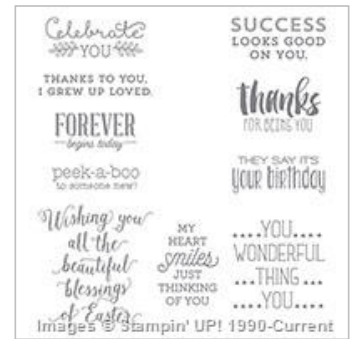 Celebrate
YOU
THANKS TO YOU,
I GREW UP LOVED.
FOREVER
begins today
peek-a-boo
to someone new!
Wishing you
all the
beautiful
blessings
of Easter
SUCCESS
LOOKS GOOD
ON YOU.
thanks
FOR BEING YOU
THEY SAY IT'S
your birthday
MY
HEART
smiles
JUST
THINKING
OF YOU
....YOU....
WONDERFUL
...THING ...
....YOU....
Images © Stampin' UP! 1990-Current